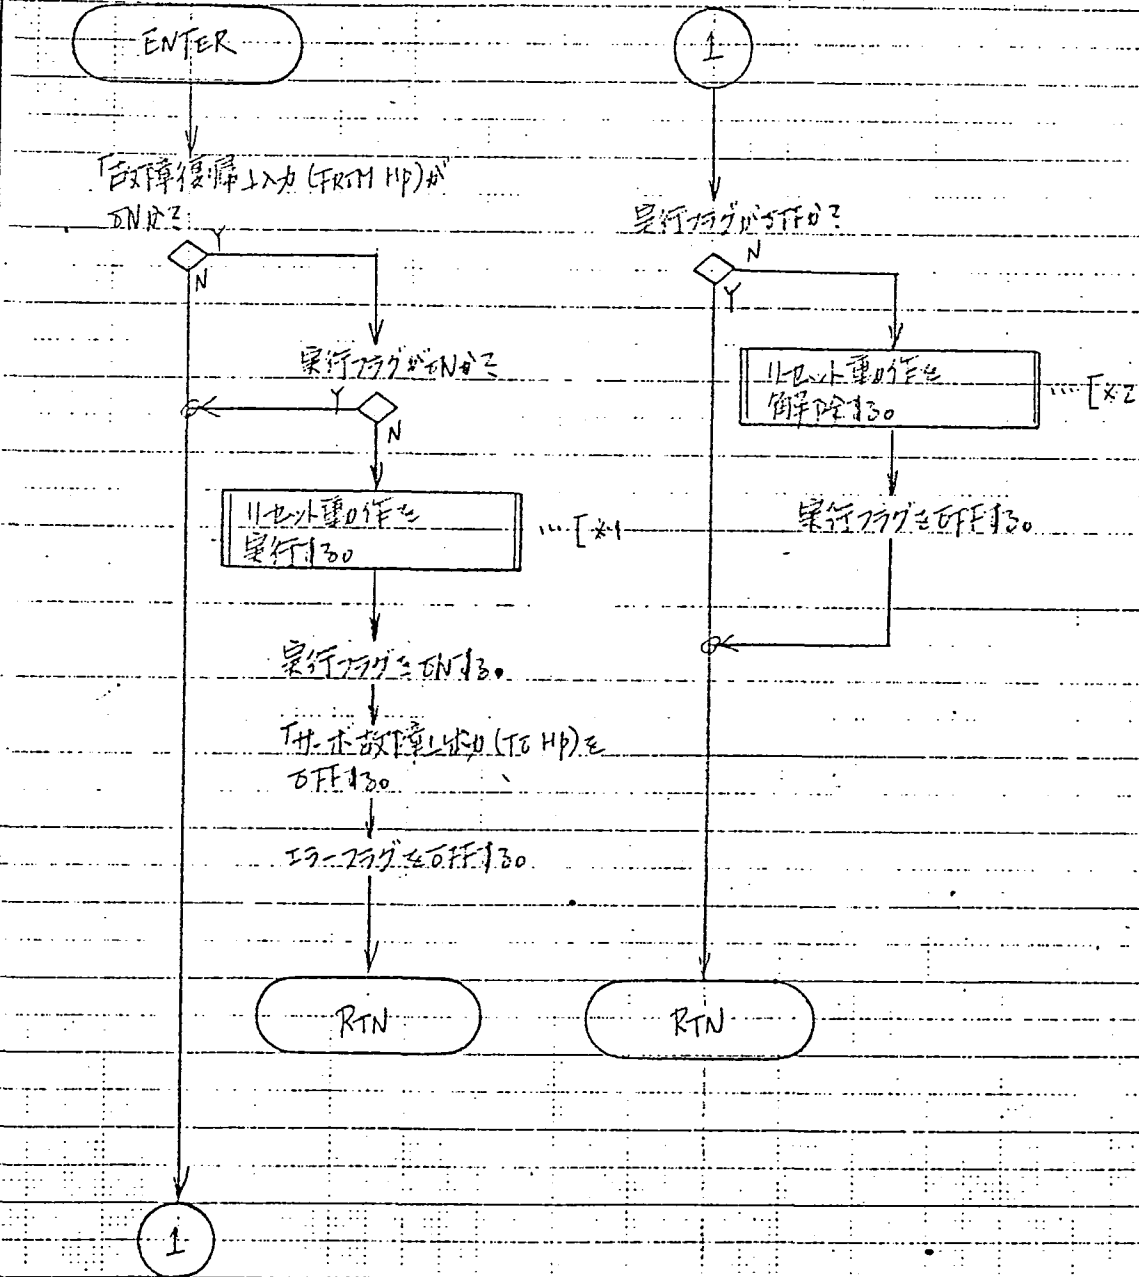 ENTER
「故障復帰」入力(FRTM Hp)が
ONか?
Y
N
実行フラグがONか?
Y
N
リセット動作を
実行する。
…[※1
実行フラグをONする。
「サーボ故障」出力(TC Hp)を
OFFする。
エラーフラグをOFFする。
RTN
1
1
実行フラグがOFFか?
N
Y
リセット動作を
解除する。
…[※2
実行フラグをOFFする。
RTN